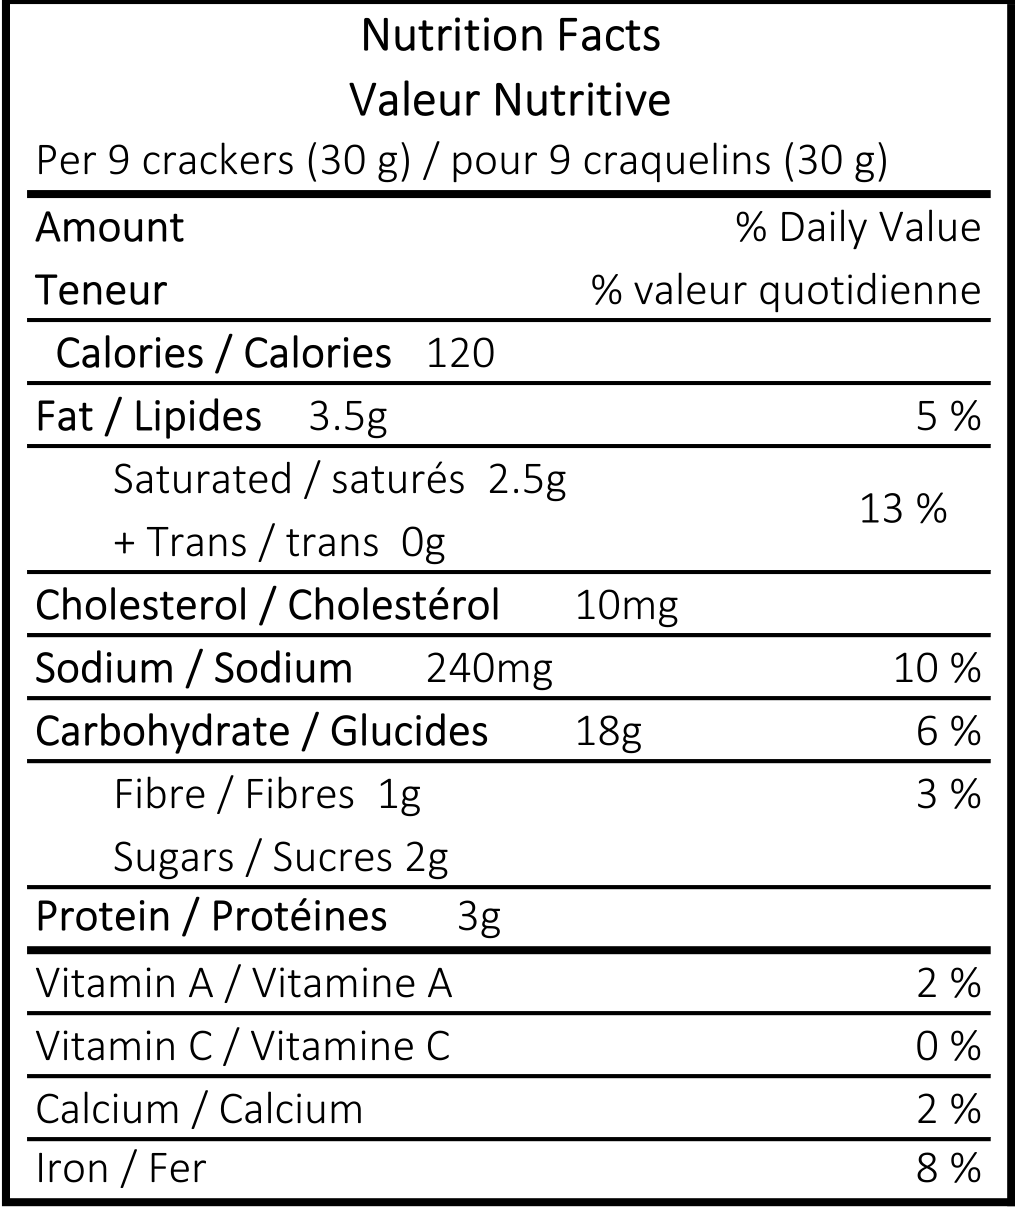 Nutrition Facts
Valeur Nutritive
Per 9 crackers (30 g) / pour 9 craquelins (30 g)
Amount % Daily Value
Teneur % valeur quotidienne
Calories / Calories 120
Fat / Lipides 3.5g 5 %
Saturated / saturés 2.5g
13 %
+ Trans / trans 0g
Cholesterol / Cholestérol 10mg
Sodium / Sodium 240mg 10 %
Carbohydrate / Glucides 18g 6 %
Fibre / Fibres 1g 3 %
Sugars / Sucres 2g
Protein / Protéines 3g
Vitamin A / Vitamine A 2 %
Vitamin C / Vitamine C 0 %
Calcium / Calcium 2 %
Iron / Fer 8 %